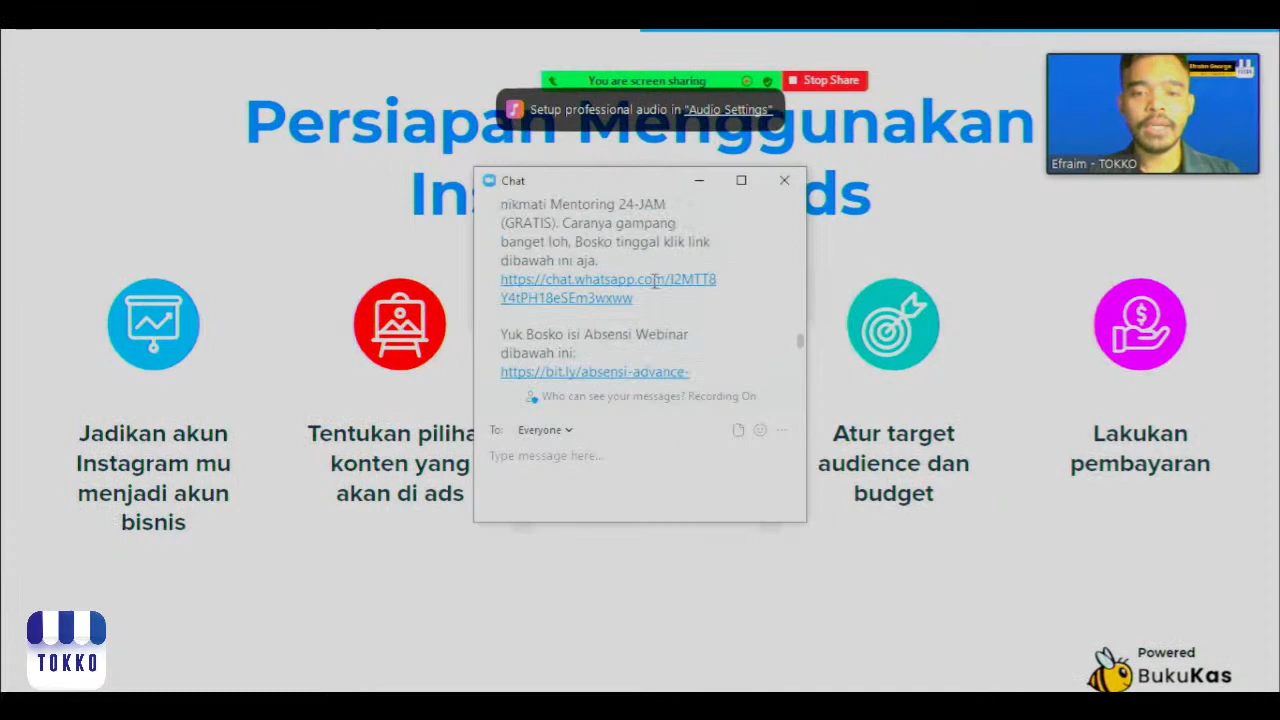 You are screen sharing
Stop Share
Setup professional audio in "Audio Settings"
Efraim George
Efraim - TOKKO
Persiapan Menggunakan
Ins
ds
Chat
nikmati Mentoring 24-JAM
(GRATIS). Caranya gampang
banget loh, Bosko tinggal klik link
dibawah ini aja.
https://chat.whatsapp.com/I2MTT8
Y4tPH18eSEm3wxww
Yuk Bosko isi Absensi Webinar
dibawah ini:
https://bit.ly/absensi-advance-
Who can see your messages? Recording On
To: Everyone
Type message here...
Jadikan akun
Instagram mu
menjadi akun
bisnis
Tentukan piliha
konten yang
akan di ads
Atur target
audience dan
budget
Lakukan
pembayaran
TOKKO
Powered
BukuKas